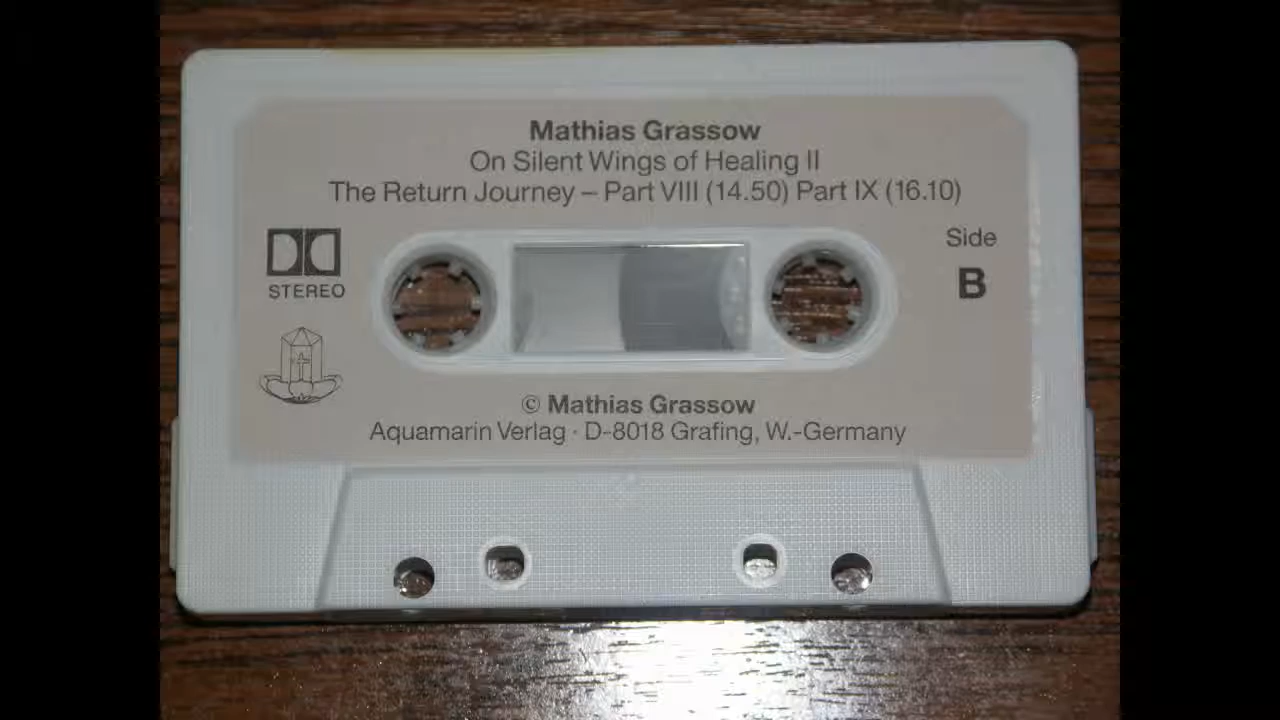 Mathias Grassow
On Silent Wings of Healing II
The Return Journey – Part VIII (14.50) Part IX (16.10)
Side
B
STEREO
© Mathias Grassow
Aquamarin Verlag · D-8018 Grafing, W.-Germany